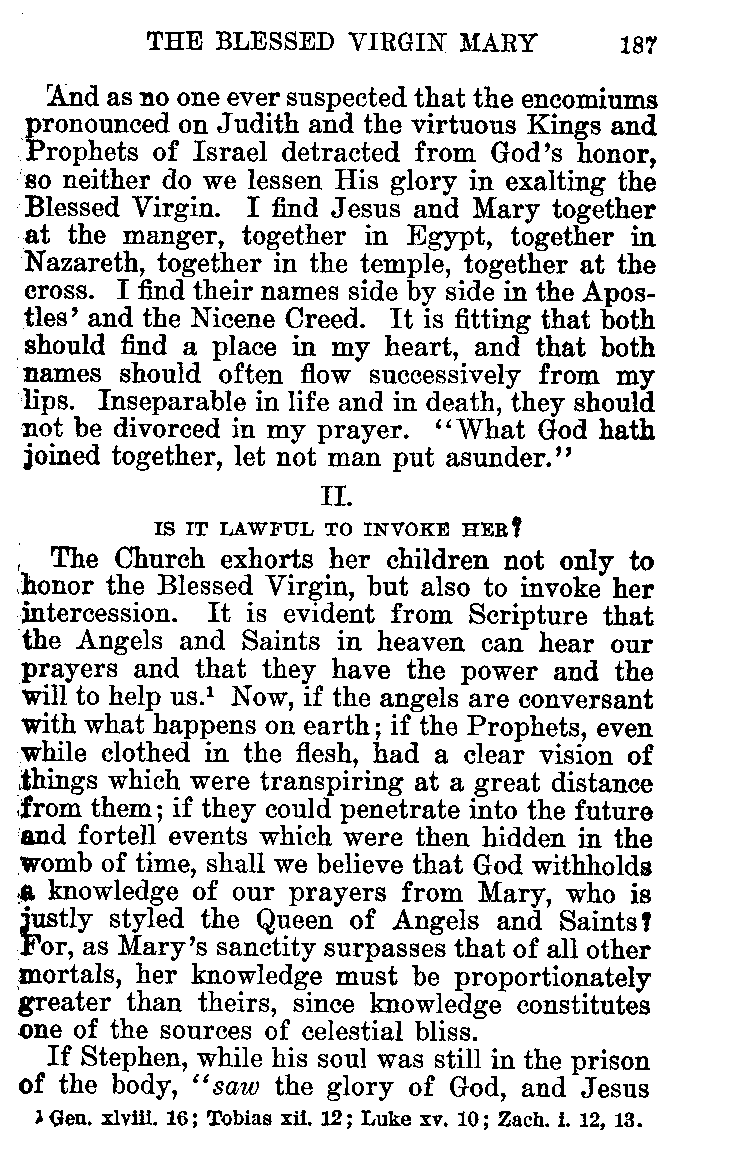 THE BLESSED VIRGIN MARY 187
And as no one ever suspected that the encomiums
pronounced on Judith and the virtuous Kings and
Prophets of Israel detracted from God's honor,
so neither do we lessen His glory in exalting the
Blessed Virgin. I find Jesus and Mary together
at the manger, together in Egypt, together in
Nazareth, together in the temple, together at the
cross. I find their names side by side in the Apos-
tles' and the Nicene Creed. It is fitting that both
should find a place in my heart, and that both
names should often flow successively from my
lips. Inseparable in life and in death, they should
not be divorced in my prayer. "What God hath
joined together, let not man put asunder."
II.
IS IT LAWFUL TO INVOKE HER?
The Church exhorts her children not only to
honor the Blessed Virgin, but also to invoke her
intercession. It is evident from Scripture that
the Angels and Saints in heaven can hear our
prayers and that they have the power and the
will to help us.¹ Now, if the angels are conversant
with what happens on earth; if the Prophets, even
while clothed in the flesh, had a clear vision of
things which were transpiring at a great distance
from them; if they could penetrate into the future
and fortell events which were then hidden in the
womb of time, shall we believe that God withholds
a knowledge of our prayers from Mary, who is
justly styled the Queen of Angels and Saints?
For, as Mary's sanctity surpasses that of all other
mortals, her knowledge must be proportionately
greater than theirs, since knowledge constitutes
one of the sources of celestial bliss.
If Stephen, while his soul was still in the prison
of the body, "saw the glory of God, and Jesus
¹ Gen. xlviii. 16; Tobias xii. 12; Luke xv. 10; Zach. i. 12, 13.